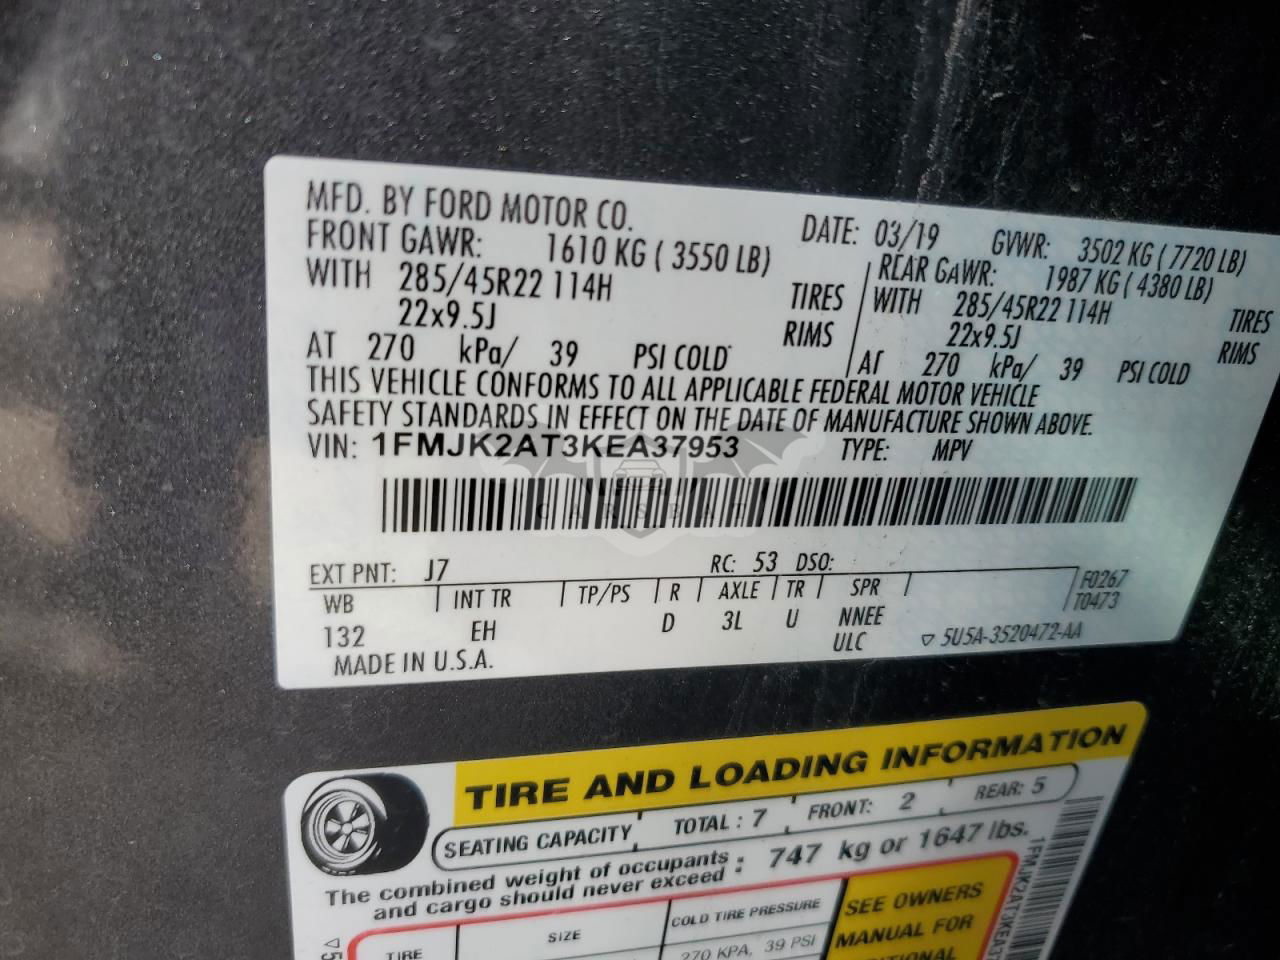 MFD. BY FORD MOTOR CO.
DATE: 03/19 GVWR: 3502 KG ( 7720 LB)
FRONT GAWR: 1610 KG ( 3550 LB)
REAR GAWR: 1987 KG ( 4380 LB)
WITH 285/45R22 114H TIRES
WITH 285/45R22 114H TIRES
22x9.5J RIMS
22x9.5J RIMS
AT 270 kPa/ 39 PSI COLD
AT 270 kPa/ 39 PSI COLD
THIS VEHICLE CONFORMS TO ALL APPLICABLE FEDERAL MOTOR VEHICLE
SAFETY STANDARDS IN EFFECT ON THE DATE OF MANUFACTURE SHOWN ABOVE.
VIN: 1FMJK2AT3KEA37953 TYPE: MPV
CARSBAT
EXT PNT: J7 RC: 53 DSO:
WB INT TR TP/PS R AXLE TR SPR F0267
T0473
132 EH D 3L U NNEE
ULC ▽ 5U5A-3520472-AA
MADE IN U.S.A.
TIRE AND LOADING INFORMATION
SEATING CAPACITY TOTAL : 7 FRONT: 2 REAR: 5
The combined weight of occupants
and cargo should never exceed : 747 kg or 1647 lbs.
TIRE SIZE COLD TIRE PRESSURE
270 KPA, 39 PSI
SEE OWNERS
MANUAL FOR